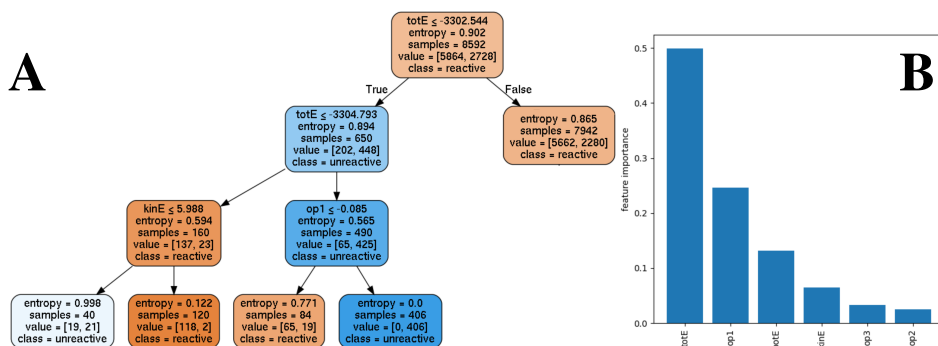 A
totE ≤ -3302.544
entropy = 0.902
samples = 8592
value = [5864, 2728]
class = reactive
True
False
totE ≤ -3304.793
entropy = 0.894
samples = 650
value = [202, 448]
class = unreactive
entropy = 0.865
samples = 7942
value = [5662, 2280]
class = reactive
kinE ≤ 5.988
entropy = 0.594
samples = 160
value = [137, 23]
class = reactive
op1 ≤ -0.085
entropy = 0.565
samples = 490
value = [65, 425]
class = unreactive
entropy = 0.998
samples = 40
value = [19, 21]
class = unreactive
entropy = 0.122
samples = 120
value = [118, 2]
class = reactive
entropy = 0.771
samples = 84
value = [65, 19]
class = reactive
entropy = 0.0
samples = 406
value = [0, 406]
class = unreactive
B
feature importance
0.5
0.4
0.3
0.2
0.1
0.0
totE
op1
kinE
op3
op2